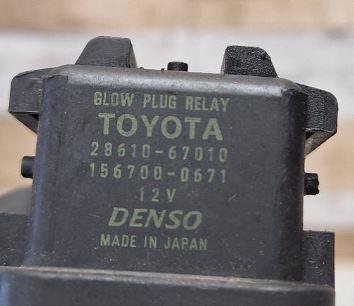 GLOW PLUG RELAY
TOYOTA
28610-67010
156700-0671
12V
DENSO
MADE IN JAPAN